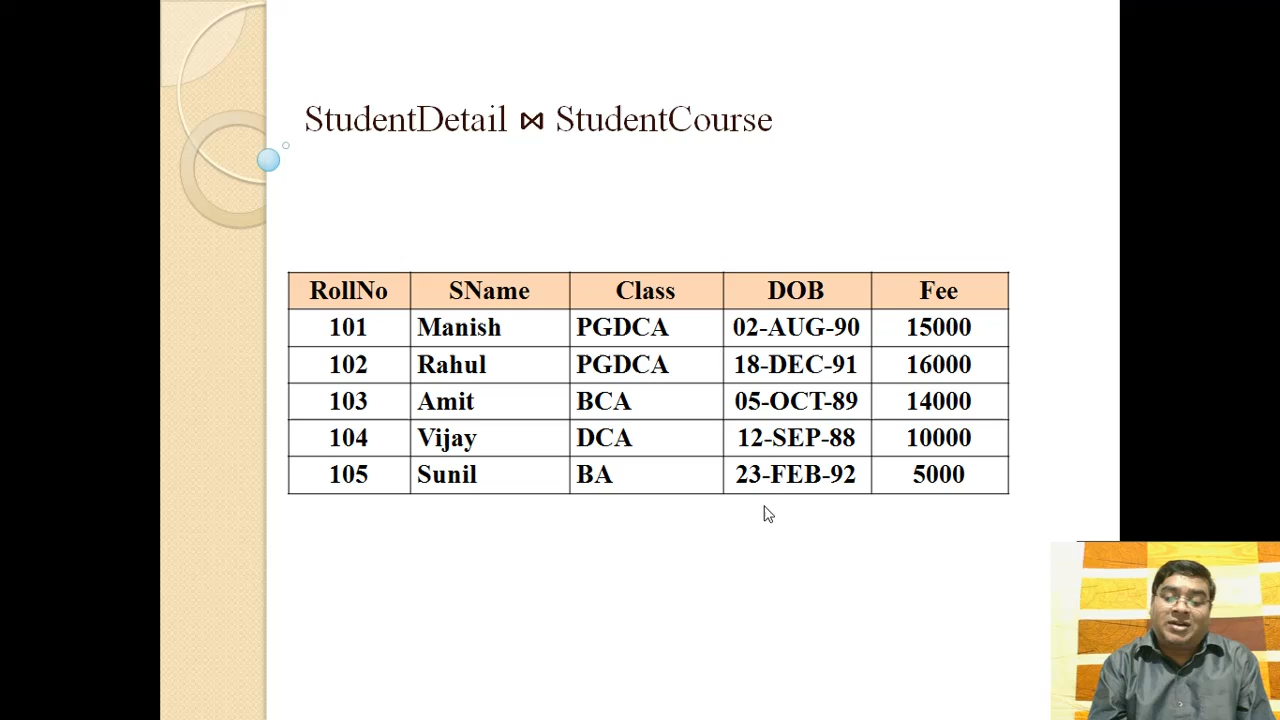 StudentDetail ⋈ StudentCourse
RollNo SName Class DOB Fee
101 Manish PGDCA 02-AUG-90 15000
102 Rahul PGDCA 18-DEC-91 16000
103 Amit BCA 05-OCT-89 14000
104 Vijay DCA 12-SEP-88 10000
105 Sunil BA 23-FEB-92 5000